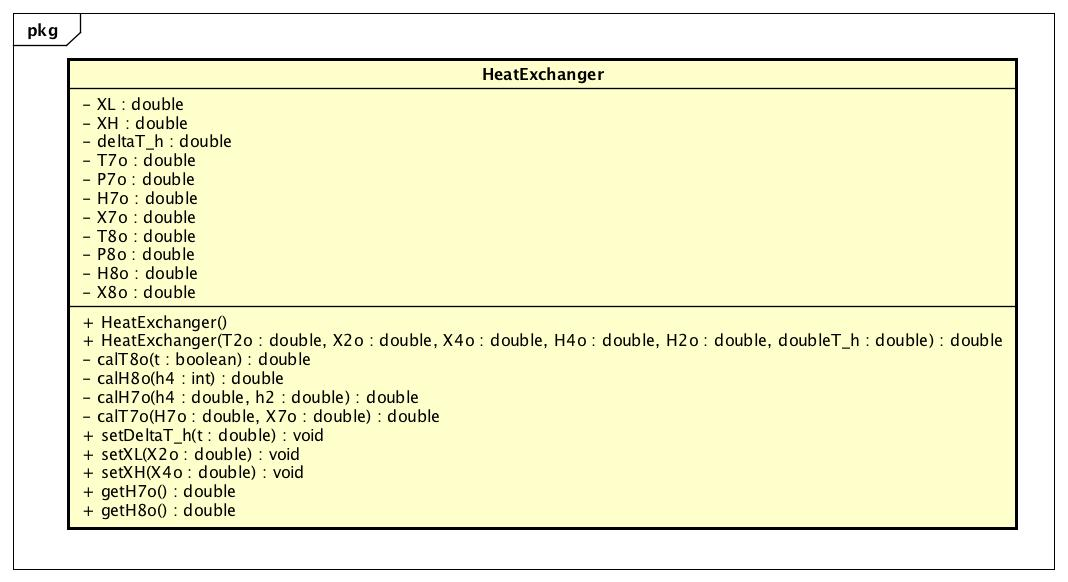 pkg
HeatExchanger
- XL : double
- XH : double
- deltaT_h : double
- T7o : double
- P7o : double
- H7o : double
- X7o : double
- T8o : double
- P8o : double
- H8o : double
- X8o : double
+ HeatExchanger()
+ HeatExchanger(T2o : double, X2o : double, X4o : double, H4o : double, H2o : double, doubleT_h : double) : double
- calT8o(t : boolean) : double
- calH8o(h4 : int) : double
- calH7o(h4 : double, h2 : double) : double
- calT7o(H7o : double, X7o : double) : double
+ setDeltaT_h(t : double) : void
+ setXL(X2o : double) : void
+ setXH(X4o : double) : void
+ getH7o() : double
+ getH8o() : double